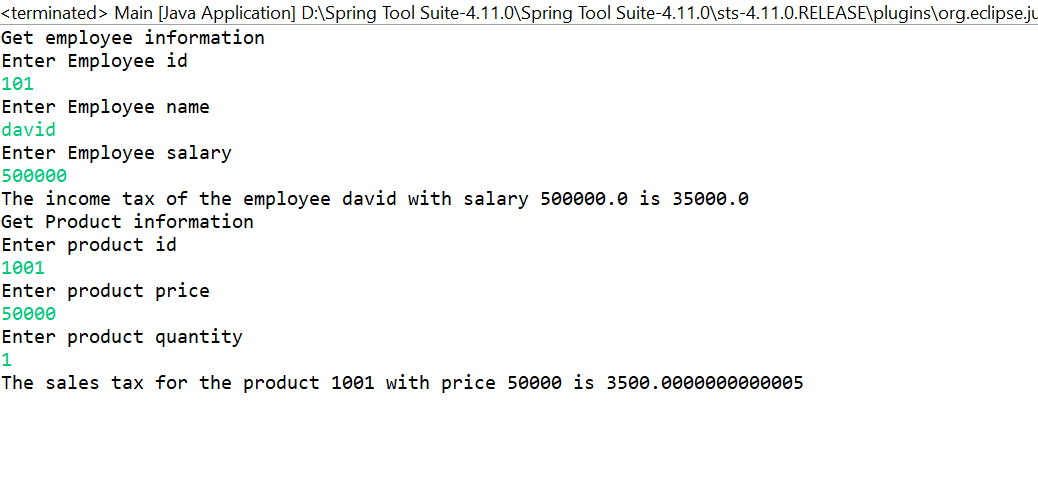 <terminated> Main [Java Application] D:\Spring Tool Suite-4.11.0\Spring Tool Suite-4.11.0\sts-4.11.0.RELEASE\plugins\org.eclipse.ju
Get employee information
Enter Employee id
101
Enter Employee name
david
Enter Employee salary
500000
The income tax of the employee david with salary 500000.0 is 35000.0
Get Product information
Enter product id
1001
Enter product price
50000
Enter product quantity
1
The sales tax for the product 1001 with price 50000 is 3500.0000000000005